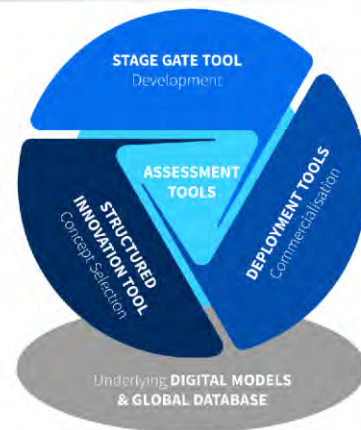 STAGE GATE TOOL
Development
ASSESSMENT
TOOLS
DEPLOYMENT TOOLS
Commercialisation
STRUCTURED
INNOVATION TOOL
Concept Selection
Underlying DIGITAL MODELS
& GLOBAL DATABASE